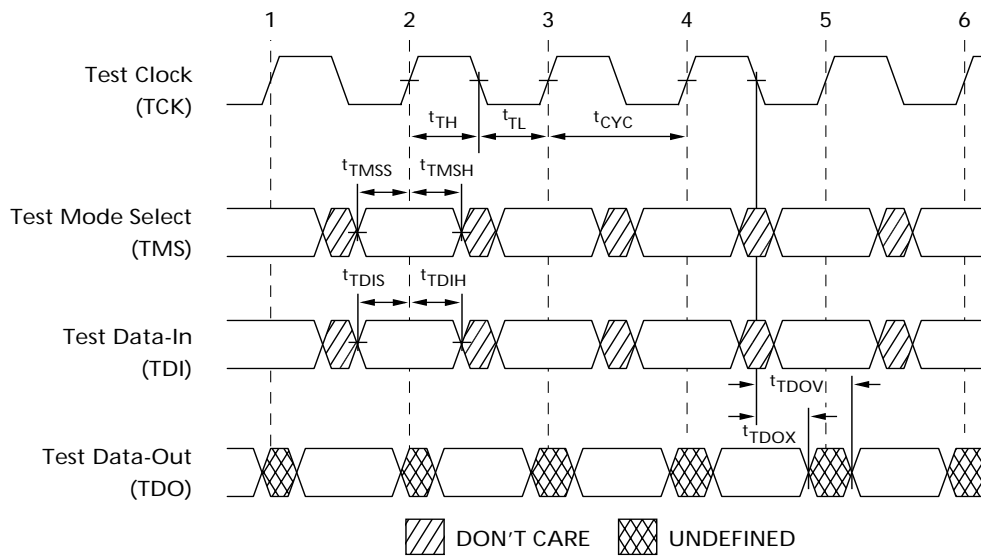 1 2 3 4 5 6
Test Clock
(TCK)
tTH tTL tCYC
tTMSS tTMSH
Test Mode Select
(TMS)
tTDIS tTDIH
Test Data-In
(TDI)
tTDOV
tTDOX
Test Data-Out
(TDO)
DON'T CARE UNDEFINED